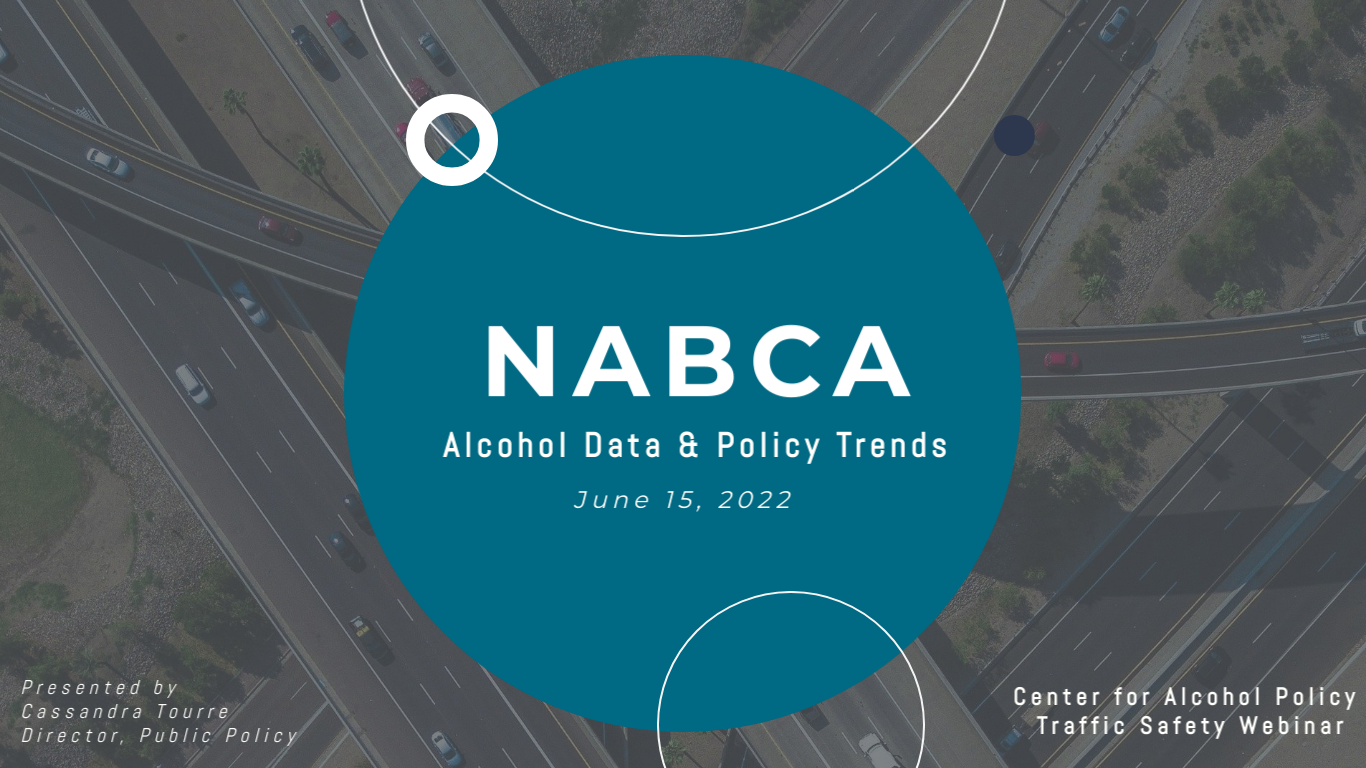 NABCA
Alcohol Data & Policy Trends
June 15, 2022
Presented by
Cassandra Tourre
Director, Public Policy
Center for Alcohol Policy
Traffic Safety Webinar